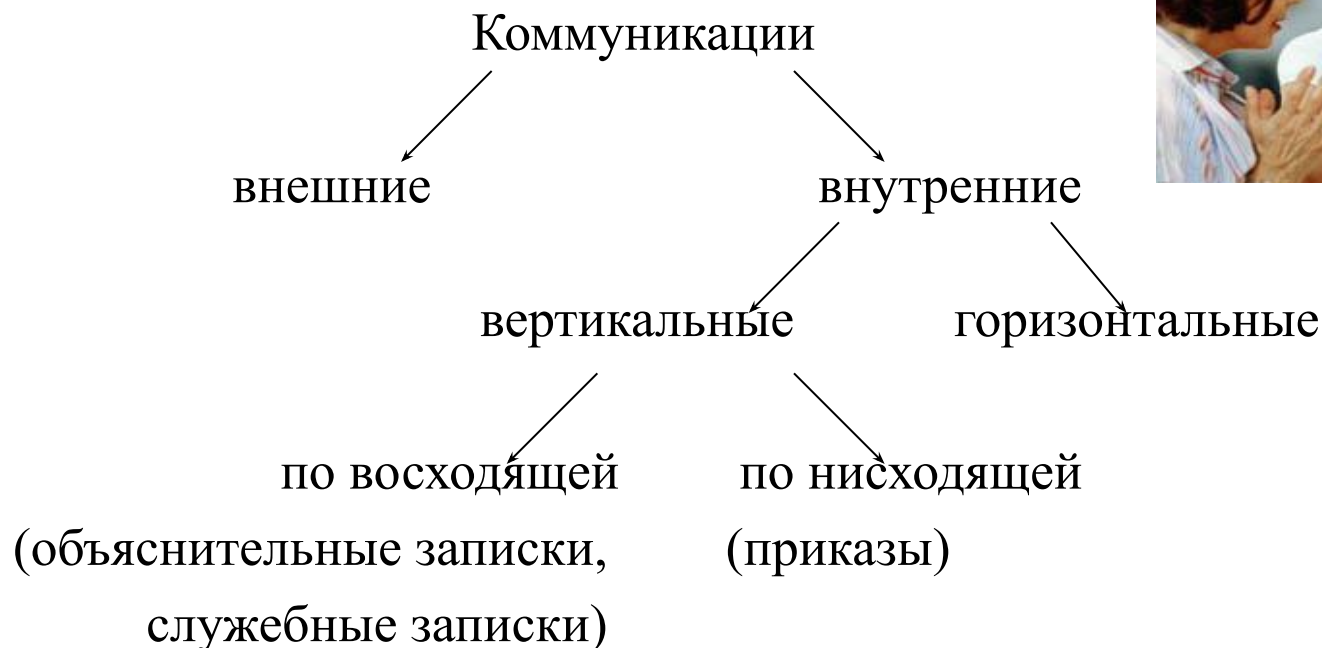 Коммуникации
внешние внутренние
вертикальные горизонтальные
по восходящей по нисходящей
(объяснительные записки, (приказы)
служебные записки)